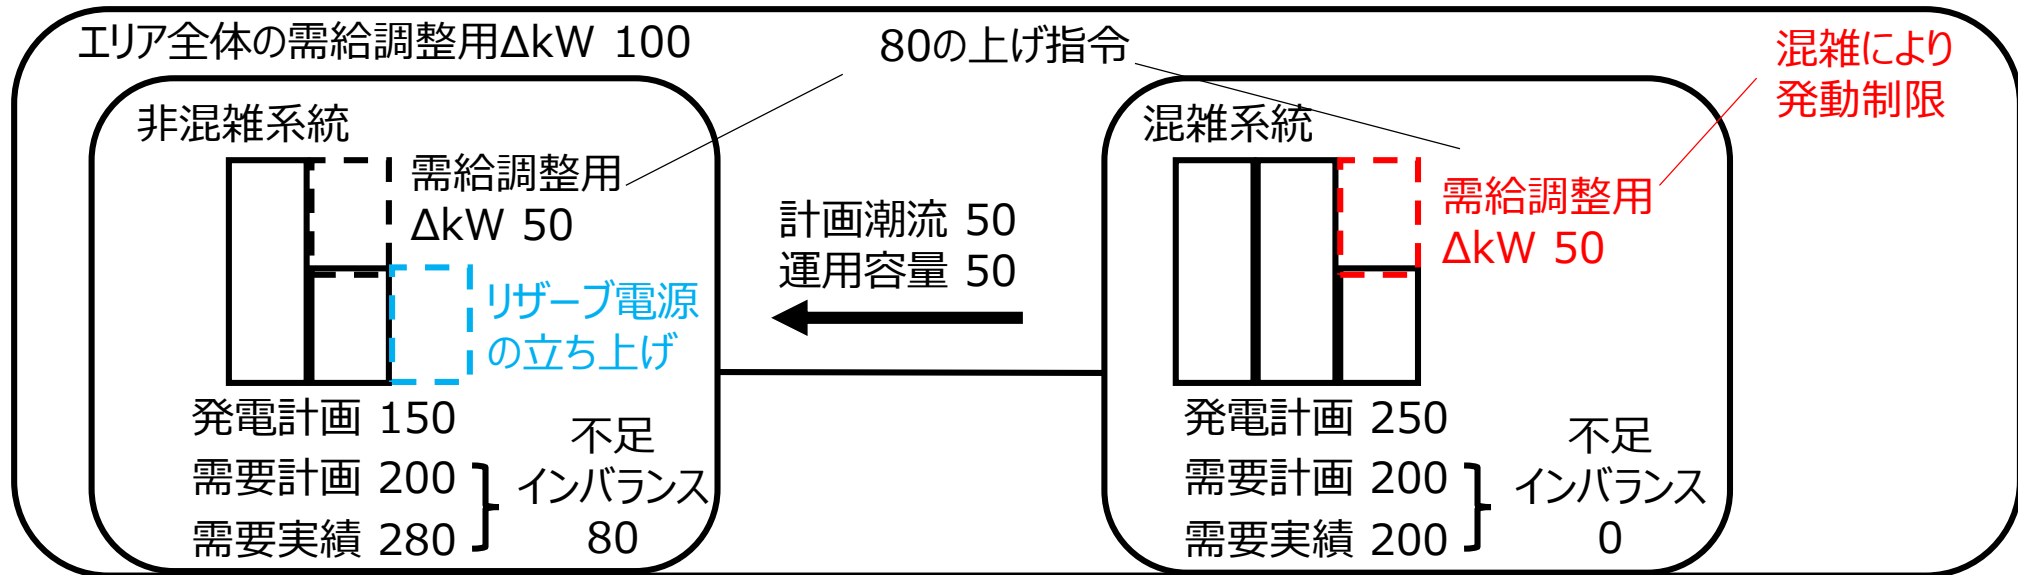 エリア全体の需給調整用ΔkW 100
80の上げ指令
混雑により
発動制限
非混雑系統
需給調整用
ΔkW 50
リザーブ電源
の立ち上げ
発電計画 150
需要計画 200
需要実績 280
不足
インバランス
80
計画潮流 50
運用容量 50
混雑系統
需給調整用
ΔkW 50
発電計画 250
需要計画 200
需要実績 200
不足
インバランス
0